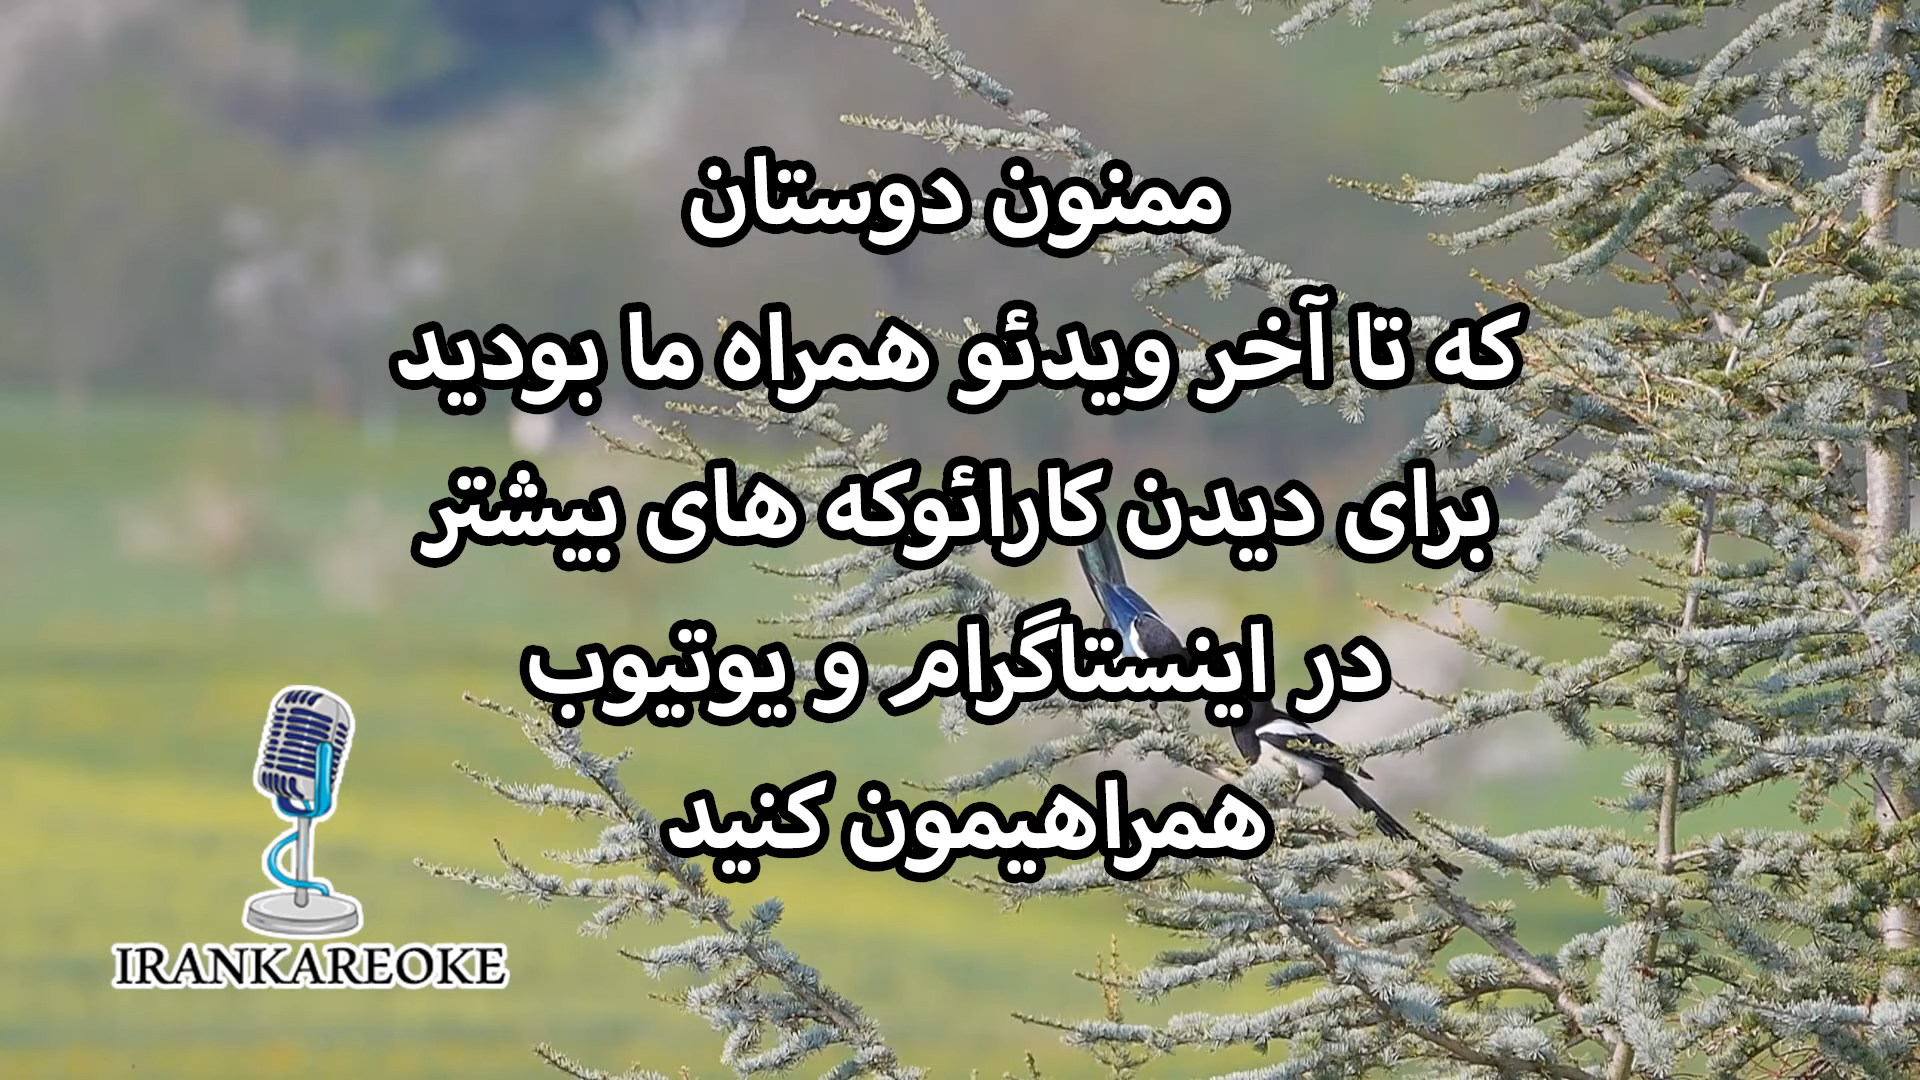 ممنون دوستان
که تا آخر ویدئو همراه ما بودید
برای دیدن کارائوکه های بیشتر
در اینستاگرام و یوتیوب
همراهیمون کنید
IRANKAREOKE